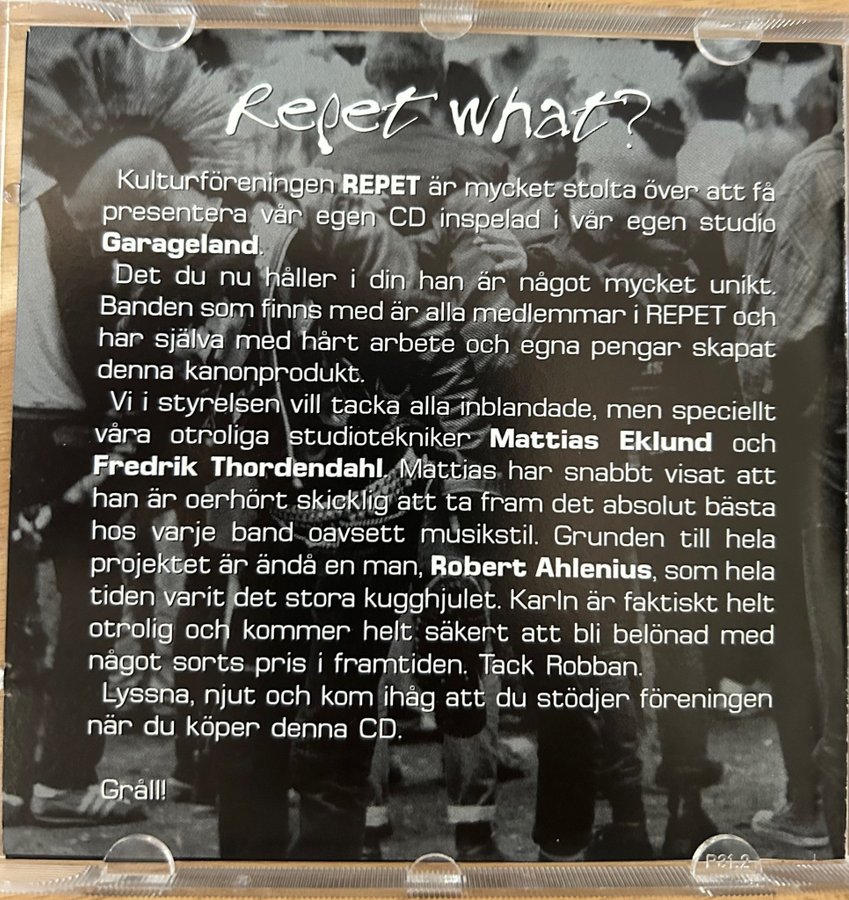 Repet what?
Kulturföreningen REPET är mycket stolta över att få
presentera vår egen CD inspelad i vår egen studio
Garageland.
Det du nu håller i din han är något mycket unikt.
Banden som finns med är alla medlemmar i REPET och
har själva med hårt arbete och egna pengar skapat
denna kanonprodukt.
Vi i styrelsen vill tacka alla inblandade, men speciellt
våra otroliga studiotekniker Mattias Eklund och
Fredrik Thordendahl. Mattias har snabbt visat att
han är oerhört skicklig att ta fram det absolut bästa
hos varje band oavsett musikstil. Grunden till hela
projektet är ändå en man, Robert Ahlenius, som hela
tiden varit det stora kugghjulet. Karln är faktiskt helt
otrolig och kommer helt säkert att bli belönad med
något sorts pris i framtiden. Tack Robban.
Lyssna, njut och kom ihåg att du stödjer föreningen
när du köper denna CD.
Gråll!